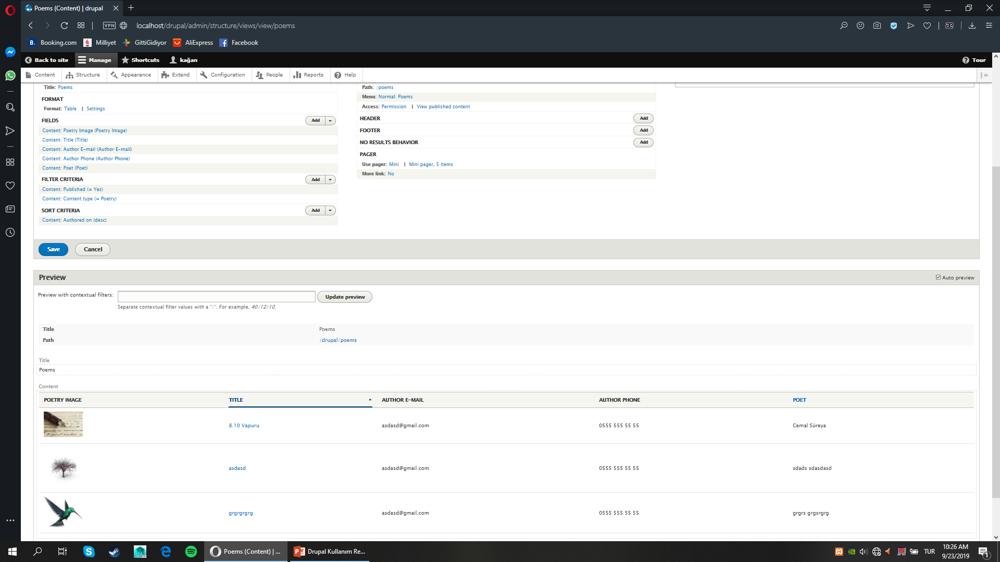 Poems (Content) | drupal
VPN localhost/drupal/admin/structure/views/view/poems
B. Booking.com Milliyet GittiGidiyor AliExpress Facebook
Back to site Manage Shortcuts kağan Tour
Content Structure Appearance Extend Configuration People Reports Help
Title: Poems
FORMAT
Format: Table | Settings
FIELDS Add
Content: Poetry Image (Poetry Image)
Content: Title (Title)
Content: Author E-mail (Author E-mail)
Content: Author Phone (Author Phone)
Content: Poet (Poet)
FILTER CRITERIA Add
Content: Published (= Yes)
Content: Content type (= Poetry)
SORT CRITERIA Add
Content: Authored on (desc)
Path: /poems
Menu: Normal: Poems
Access: Permission | View published content
HEADER Add
FOOTER Add
NO RESULTS BEHAVIOR Add
PAGER
Use pager: Mini | Mini pager, 5 items
More link: No
Save Cancel
Preview Auto preview
Preview with contextual filters: Update preview
Separate contextual filter values with a "/". For example, 40/12/10.
Title Poems
Path /drupal/poems
Title
Poems
Content
POETRY IMAGE TITLE AUTHOR E-MAIL AUTHOR PHONE POET
8.10 Vapuru asdasd@gmail.com 0555 555 55 55 Cemal Süreya
asdasd asdasd@gmail.com 0555 555 55 55 sdads sdasdasd
grgrgrgrg asdasd@gmail.com 0555 555 55 55 grgrs grgsrgrg
Poems (Content) | ... Drupal Kullanım Re... TUR 10:26 AM
9/23/2019 1